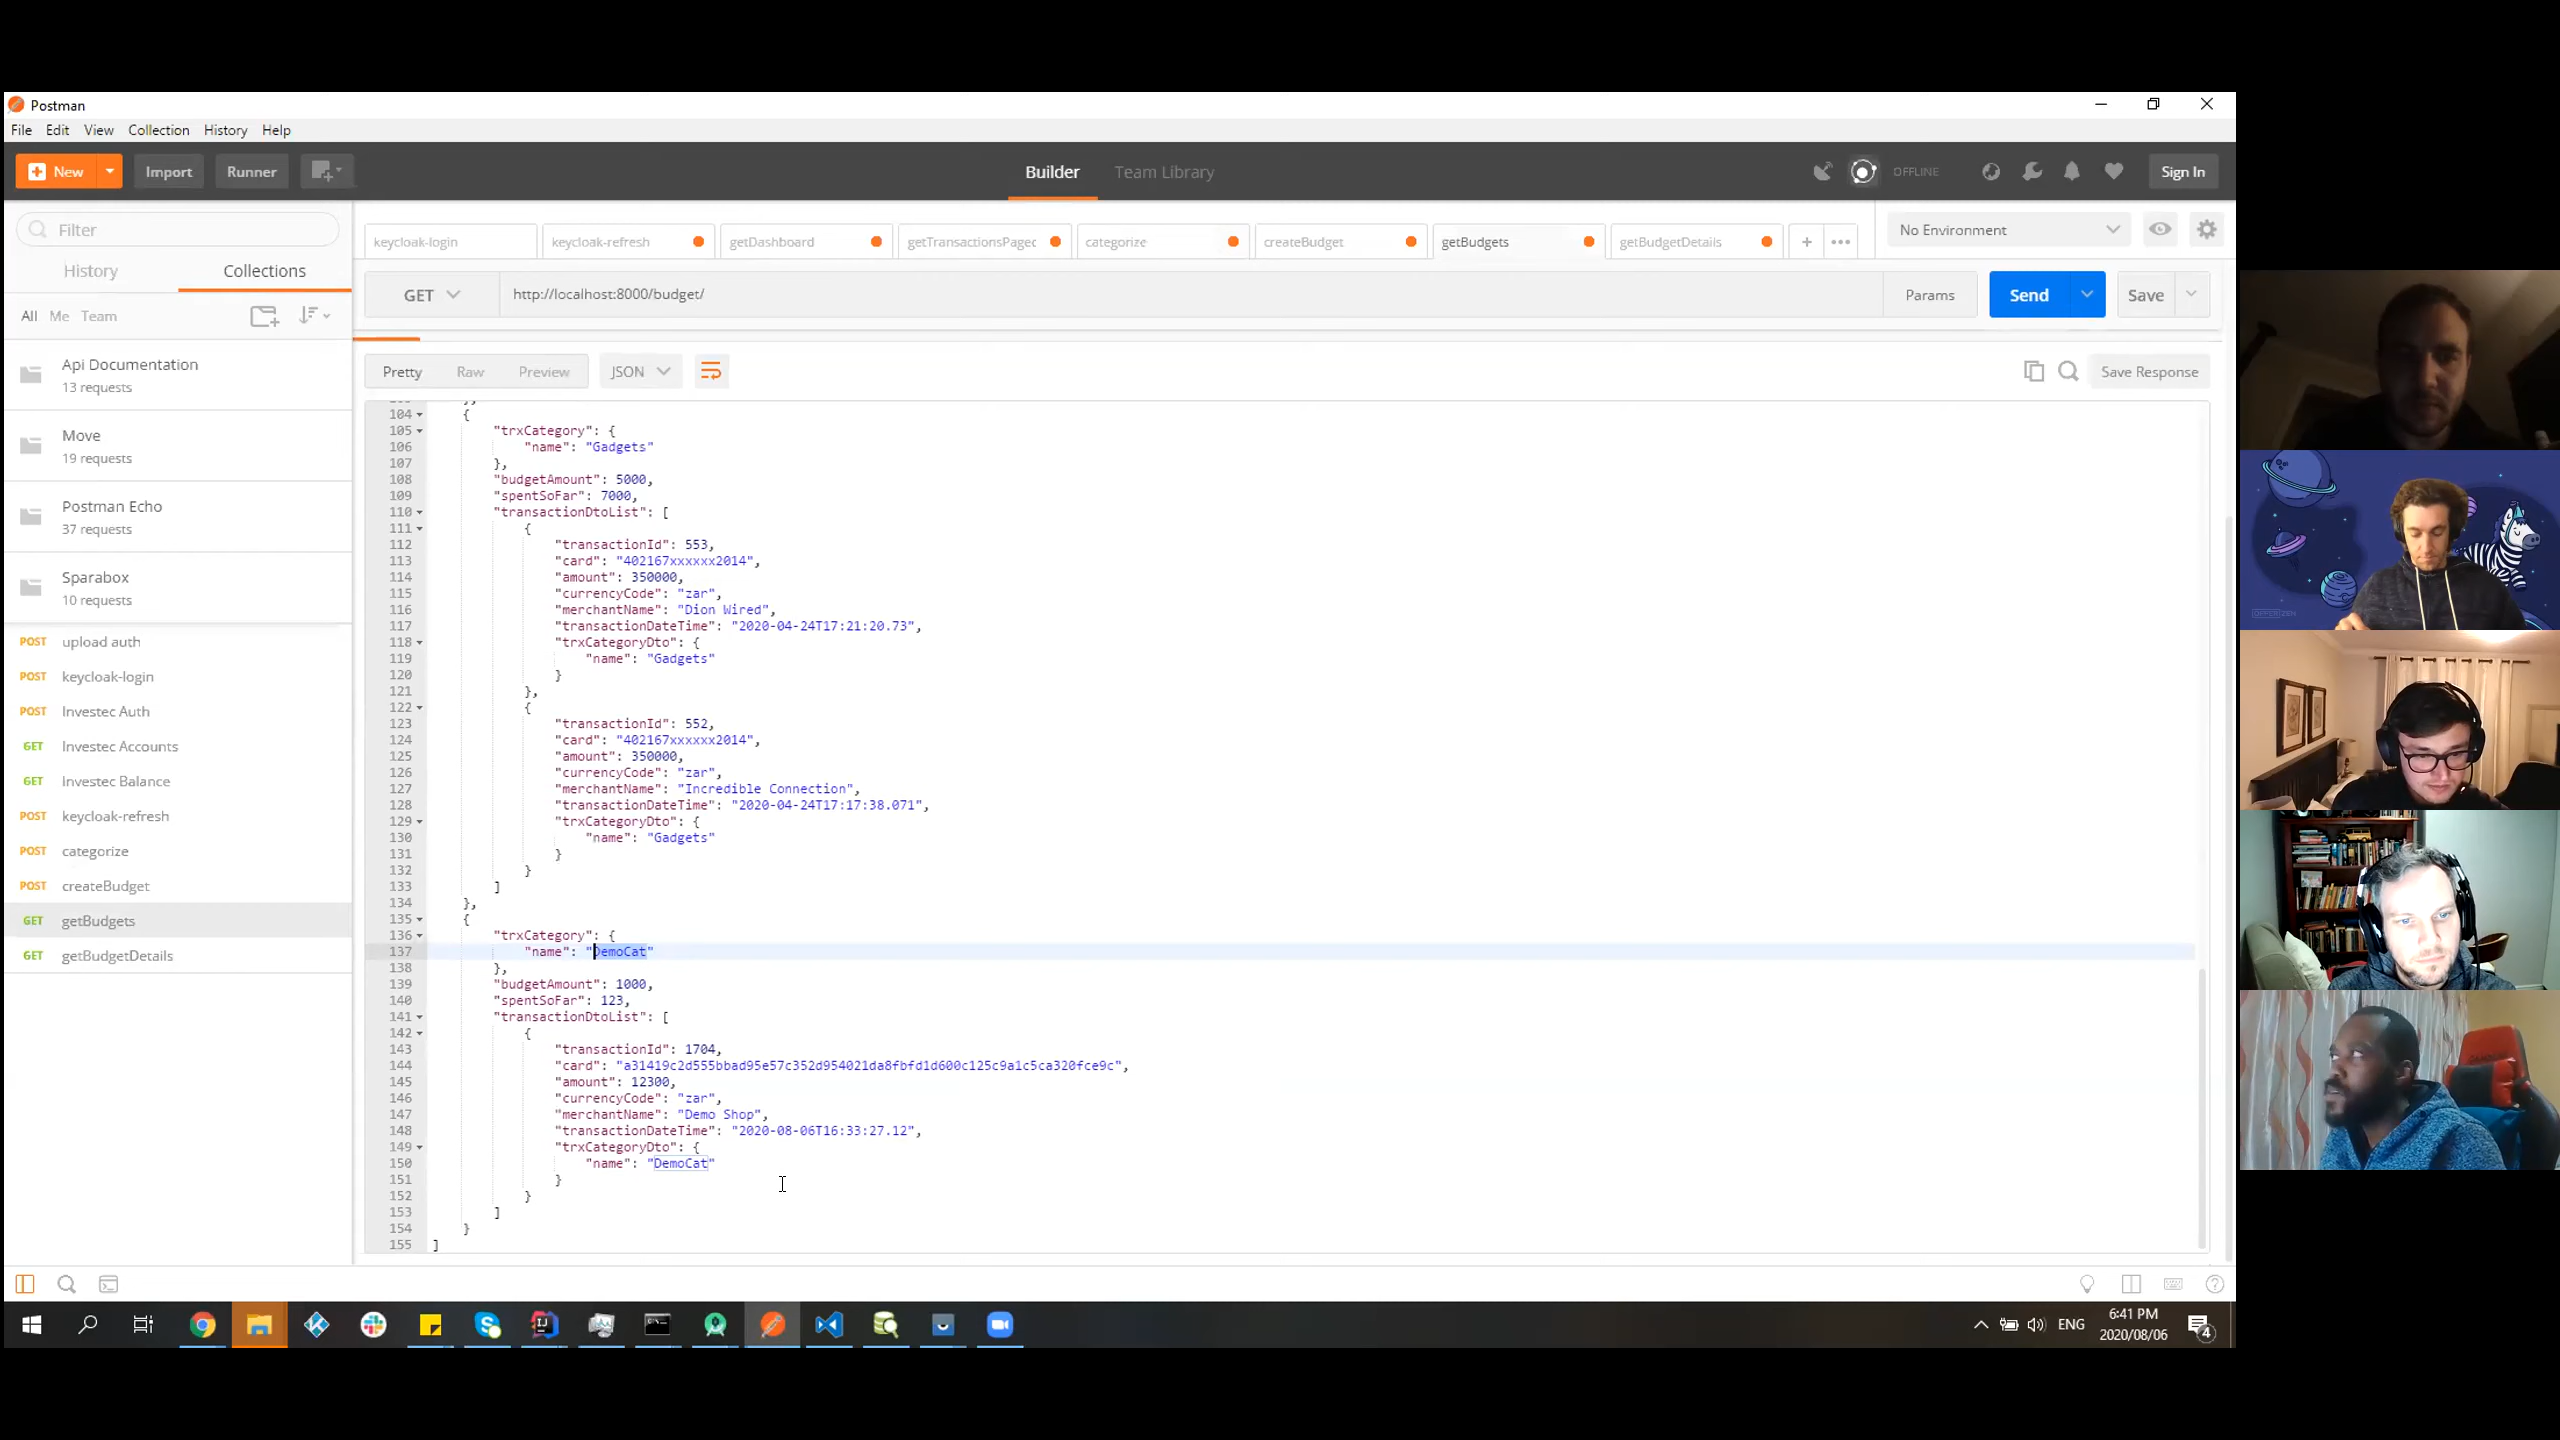 Postman
File Edit View Collection History Help
New Import Runner Builder Team Library OFFLINE Sign In
Filter
History Collections
All Me Team
Api Documentation
13 requests
Move
19 requests
Postman Echo
37 requests
Sparabox
10 requests
POST upload auth
POST keycloak-login
POST Investec Auth
GET Investec Accounts
GET Investec Balance
POST keycloak-refresh
POST categorize
POST createBudget
GET getBudgets
GET getBudgetDetails
keycloak-login keycloak-refresh getDashboard getTransactionsPagec categorize createBudget getBudgets getBudgetDetails + ••• No Environment
GET http://localhost:8000/budget/ Params Send Save
Pretty Raw Preview JSON Save Response
104 {
105 "trxCategory": {
106 "name": "Gadgets"
107 },
108 "budgetAmount": 5000,
109 "spentSoFar": 7000,
110 "transactionDtoList": [
111 {
112 "transactionId": 553,
113 "card": "402167xxxxxx2014",
114 "amount": 350000,
115 "currencyCode": "zar",
116 "merchantName": "Dion Wired",
117 "transactionDateTime": "2020-04-24T17:21:20.73",
118 "trxCategoryDto": {
119 "name": "Gadgets"
120 }
121 },
122 {
123 "transactionId": 552,
124 "card": "402167xxxxxx2014",
125 "amount": 350000,
126 "currencyCode": "zar",
127 "merchantName": "Incredible Connection",
128 "transactionDateTime": "2020-04-24T17:17:38.071",
129 "trxCategoryDto": {
130 "name": "Gadgets"
131 }
132 }
133 ]
134 },
135 {
136 "trxCategory": {
137 "name": "DemoCat"
138 },
139 "budgetAmount": 1000,
140 "spentSoFar": 123,
141 "transactionDtoList": [
142 {
143 "transactionId": 1704,
144 "card": "a31419c2d555bbad95e57c352d954021da8fbfd1d600c125c9a1c5ca320fce9c",
145 "amount": 12300,
146 "currencyCode": "zar",
147 "merchantName": "Demo Shop",
148 "transactionDateTime": "2020-08-06T16:33:27.12",
149 "trxCategoryDto": {
150 "name": "DemoCat"
151 }
152 }
153 ]
154 }
155 ]
ENG
6:41 PM
2020/08/06
4